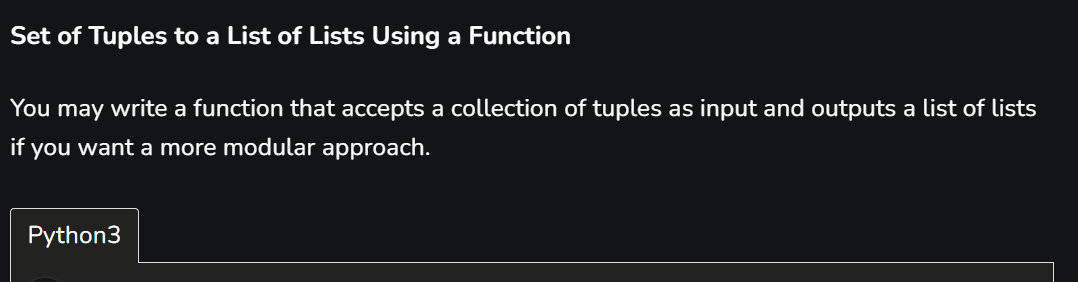 Set of Tuples to a List of Lists Using a Function
You may write a function that accepts a collection of tuples as input and outputs a list of lists
if you want a more modular approach.
Python3